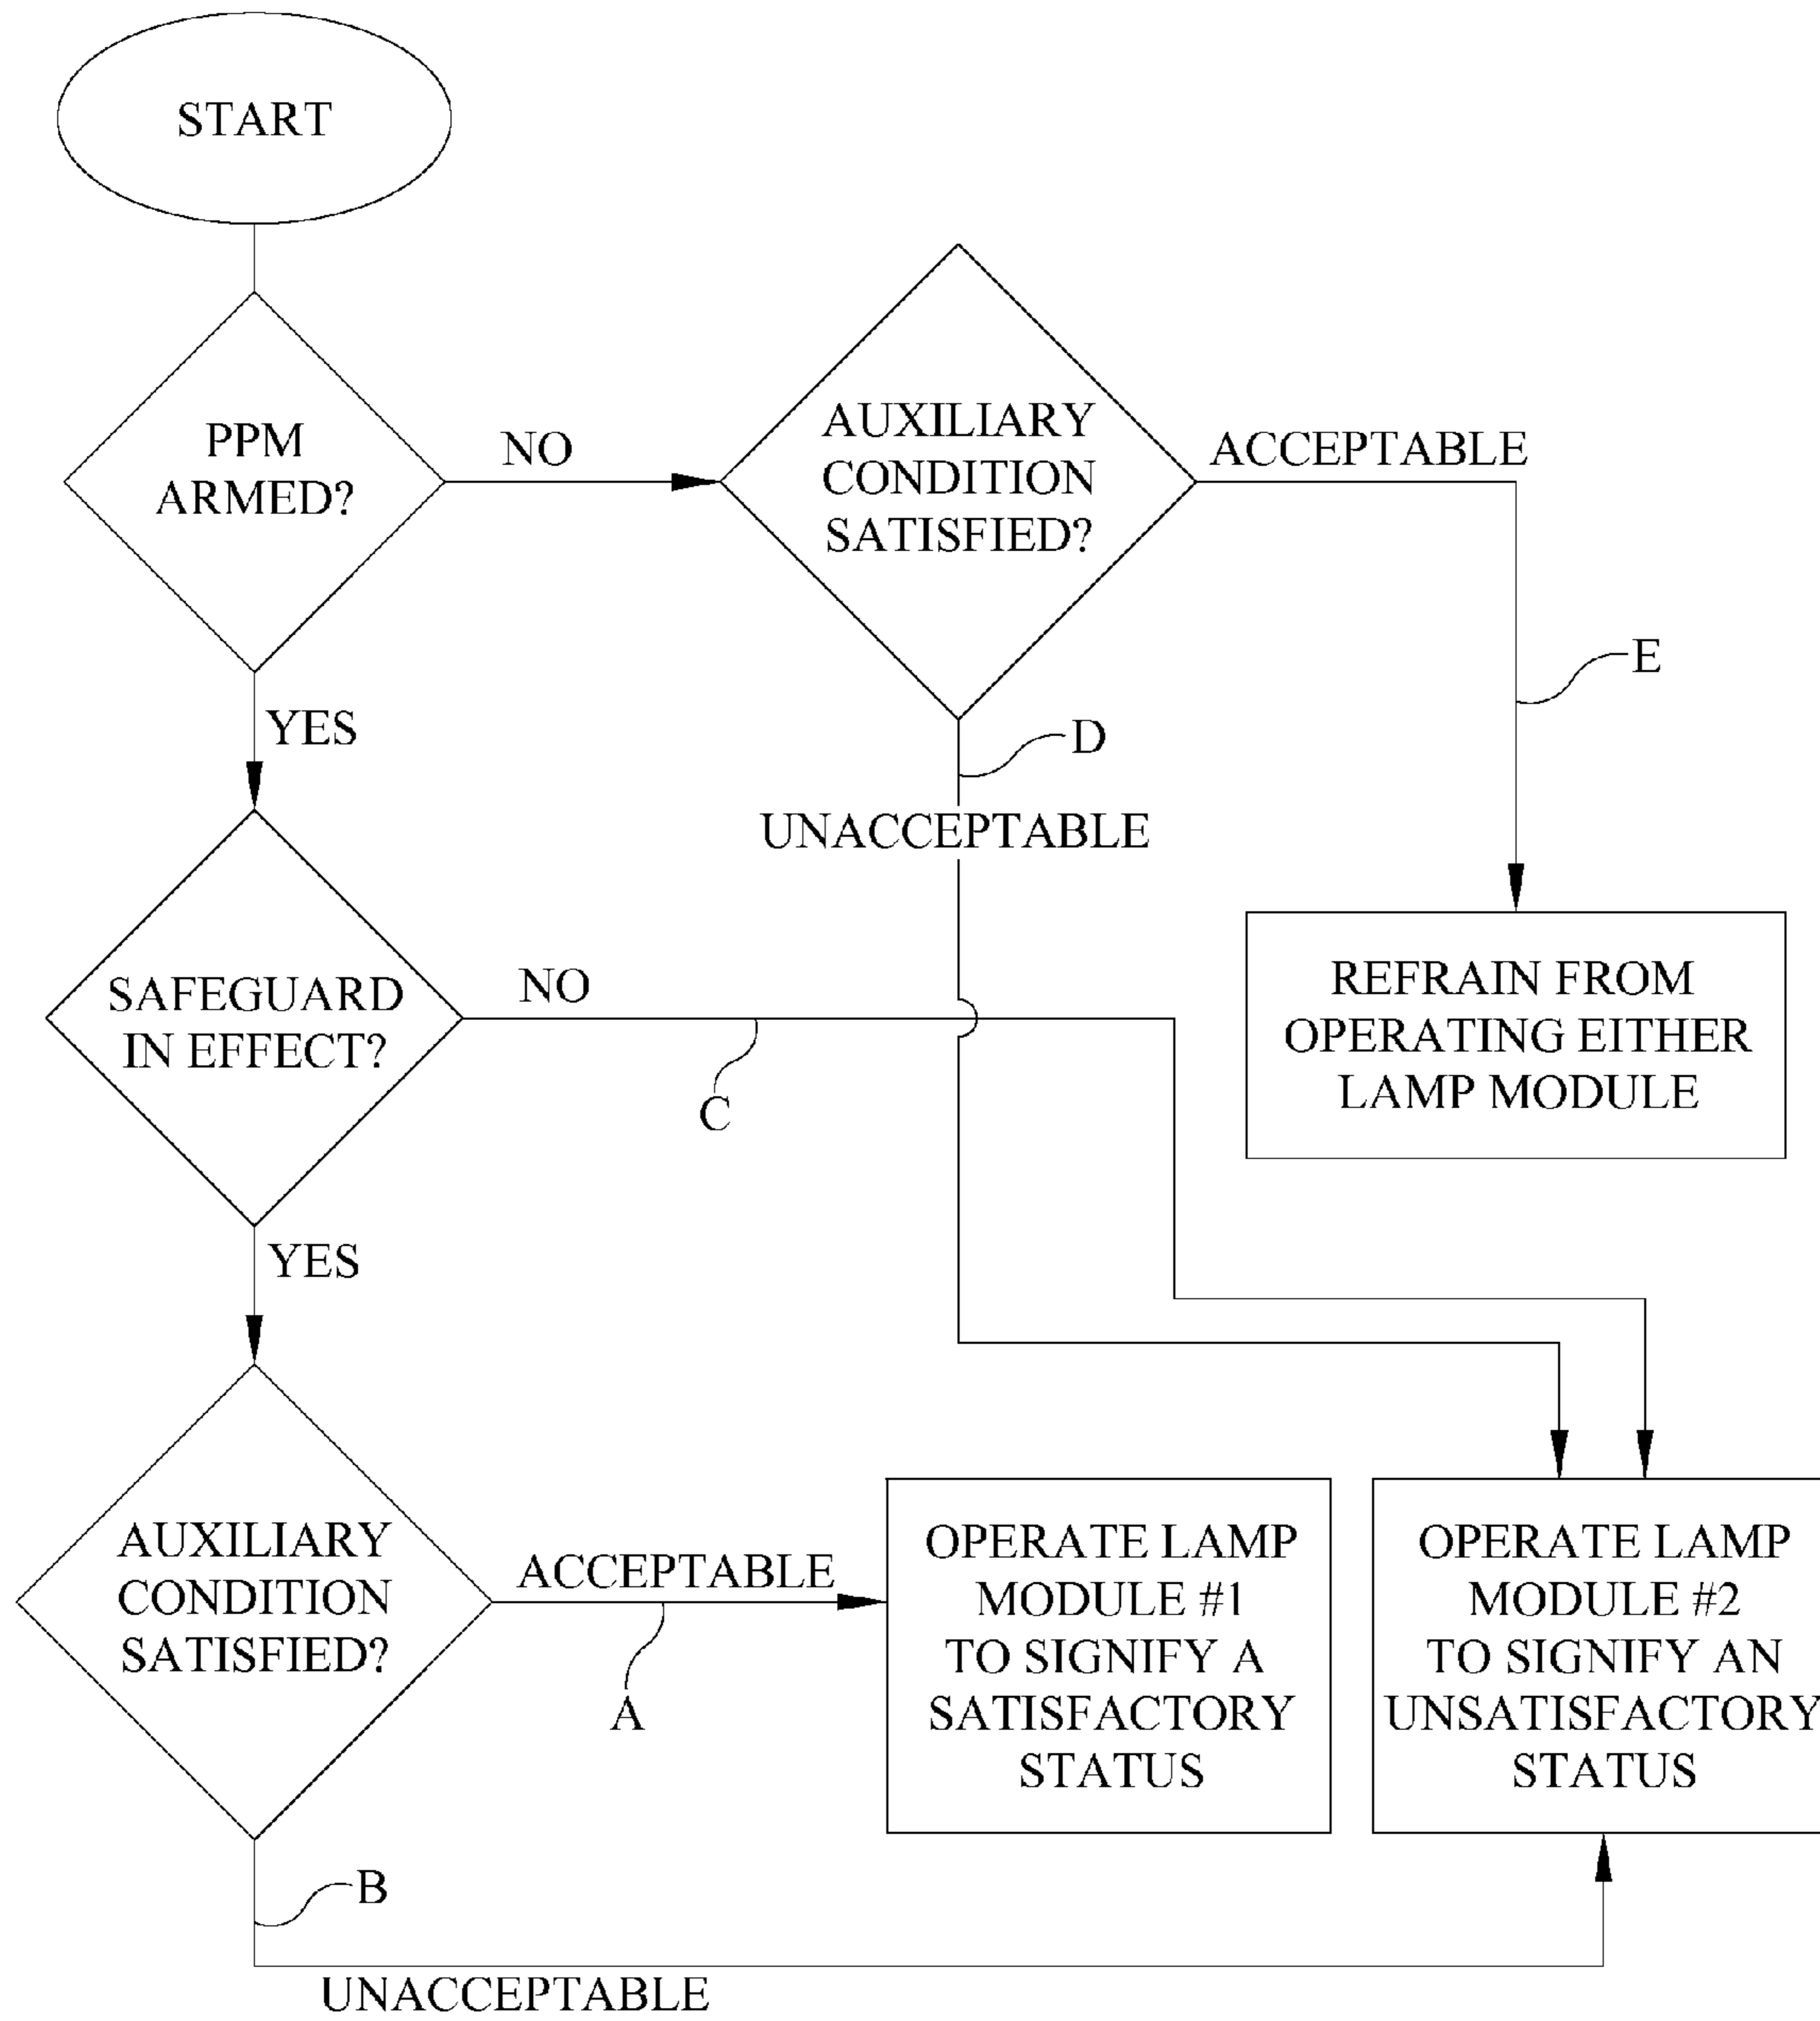 START
PPM
ARMED?
NO
AUXILIARY
CONDITION
SATISFIED?
ACCEPTABLE
E
YES
D
UNACCEPTABLE
SAFEGUARD
IN EFFECT?
NO
C
REFRAIN FROM
OPERATING EITHER
LAMP MODULE
YES
AUXILIARY
CONDITION
SATISFIED?
ACCEPTABLE
A
OPERATE LAMP
MODULE #1
TO SIGNIFY A
SATISFACTORY
STATUS
OPERATE LAMP
MODULE #2
TO SIGNIFY AN
UNSATISFACTORY
STATUS
B
UNACCEPTABLE